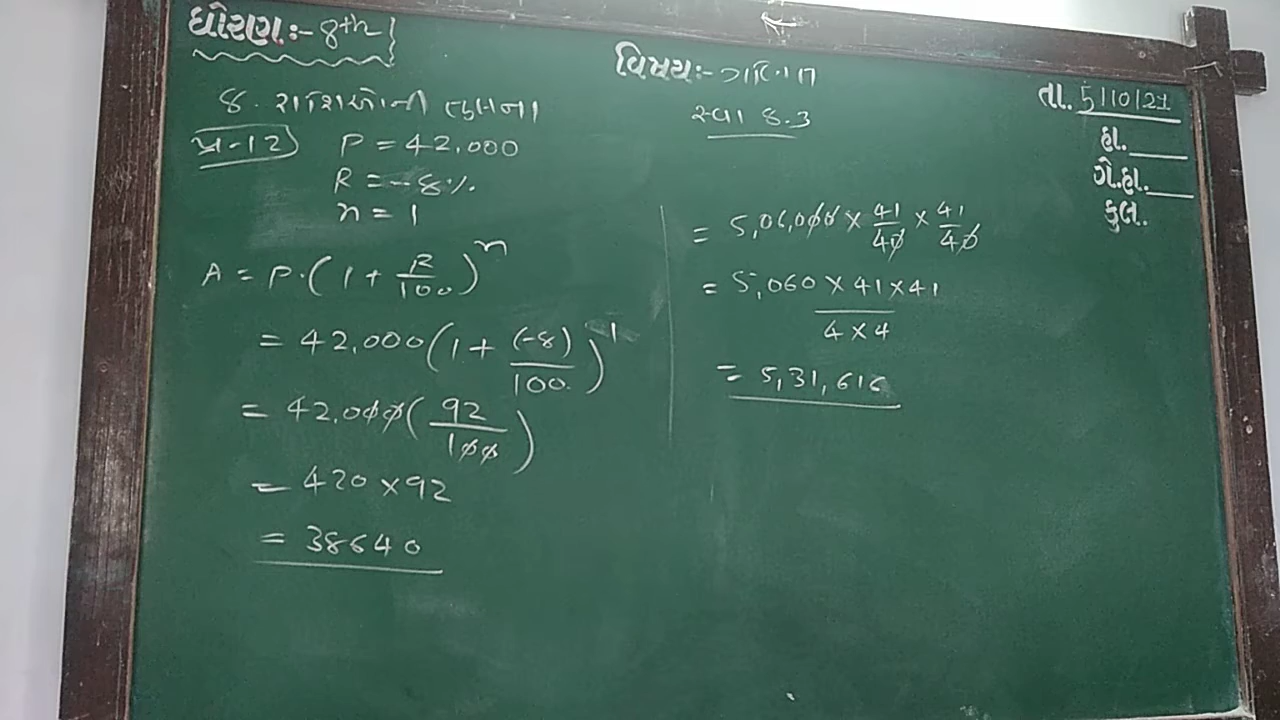 ધોરણ:- 8th
વિષય:- ગણિત
તા. 5/10/21
હા.
ગે.હા.
કુલ.
8. રાશિઓની તુલના
સ્વા 8.3
પ્ર-12
P = 42,000
R = -8%
n = 1
A = P·(1 + R/100)^n
= 42,000(1 + (-8)/100)^1
= 42,000(92/100)
= 420 × 92
= 38640
= 5,06,000 × 41/40 × 41/40
= 5,060 × 41 × 41 / 4 × 4
= 5,31,616